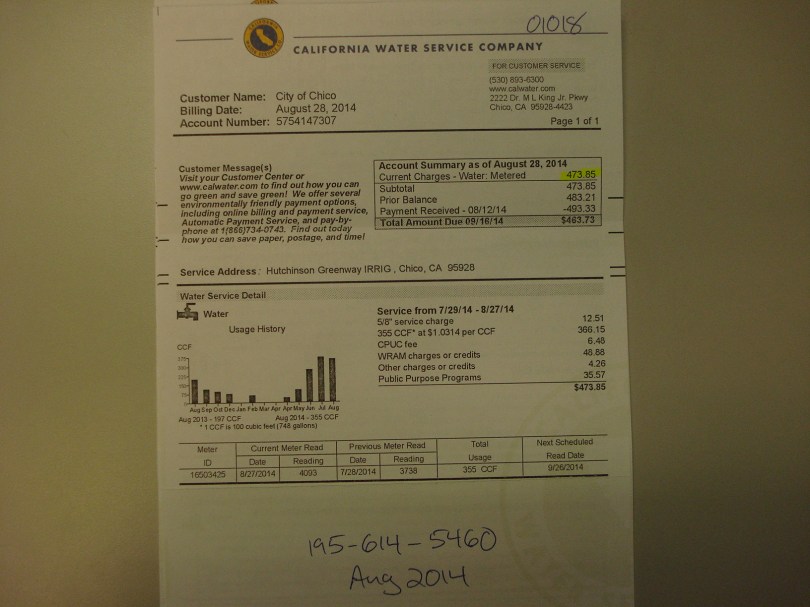 01018
CALIFORNIA WATER SERVICE COMPANY
FOR CUSTOMER SERVICE
(530) 893-6300
www.calwater.com
2222 Dr. M L King Jr. Pkwy
Chico, CA 95928-4423
Customer Name: City of Chico
Billing Date: August 28, 2014
Account Number: 5754147307
Page 1 of 1
Customer Message(s)
Visit your Customer Center or
www.calwater.com to find out how you can
go green and save green! We offer several
environmentally friendly payment options,
including online billing and payment service,
Automatic Payment Service, and pay-by-
phone at 1(866)734-0743. Find out today
how you can save paper, postage, and time!
Account Summary as of August 28, 2014
Current Charges - Water: Metered 473.85
Subtotal 473.85
Prior Balance 483.21
Payment Received - 08/12/14 -493.33
Total Amount Due 09/16/14 $463.73
Service Address : Hutchinson Greenway IRRIG , Chico, CA 95928
Water Service Detail
Water
Usage History
CCF
Aug Sep Oct Dec Jan Feb Mar Apr Apr May Jun Jul Aug
Aug 2013 - 197 CCF Aug 2014 - 355 CCF
* 1 CCF is 100 cubic feet (748 gallons)
Service from 7/29/14 - 8/27/14
5/8" service charge 12.51
355 CCF* at $1.0314 per CCF 366.15
CPUC fee 6.48
WRAM charges or credits 48.88
Other charges or credits 4.26
Public Purpose Programs 35.57
$473.85
Meter ID Current Meter Read Previous Meter Read Total Usage Next Scheduled Read Date
Date Reading Date Reading
16503425 8/27/2014 4093 7/28/2014 3738 355 CCF 9/26/2014
195-614-5460
Aug 2014